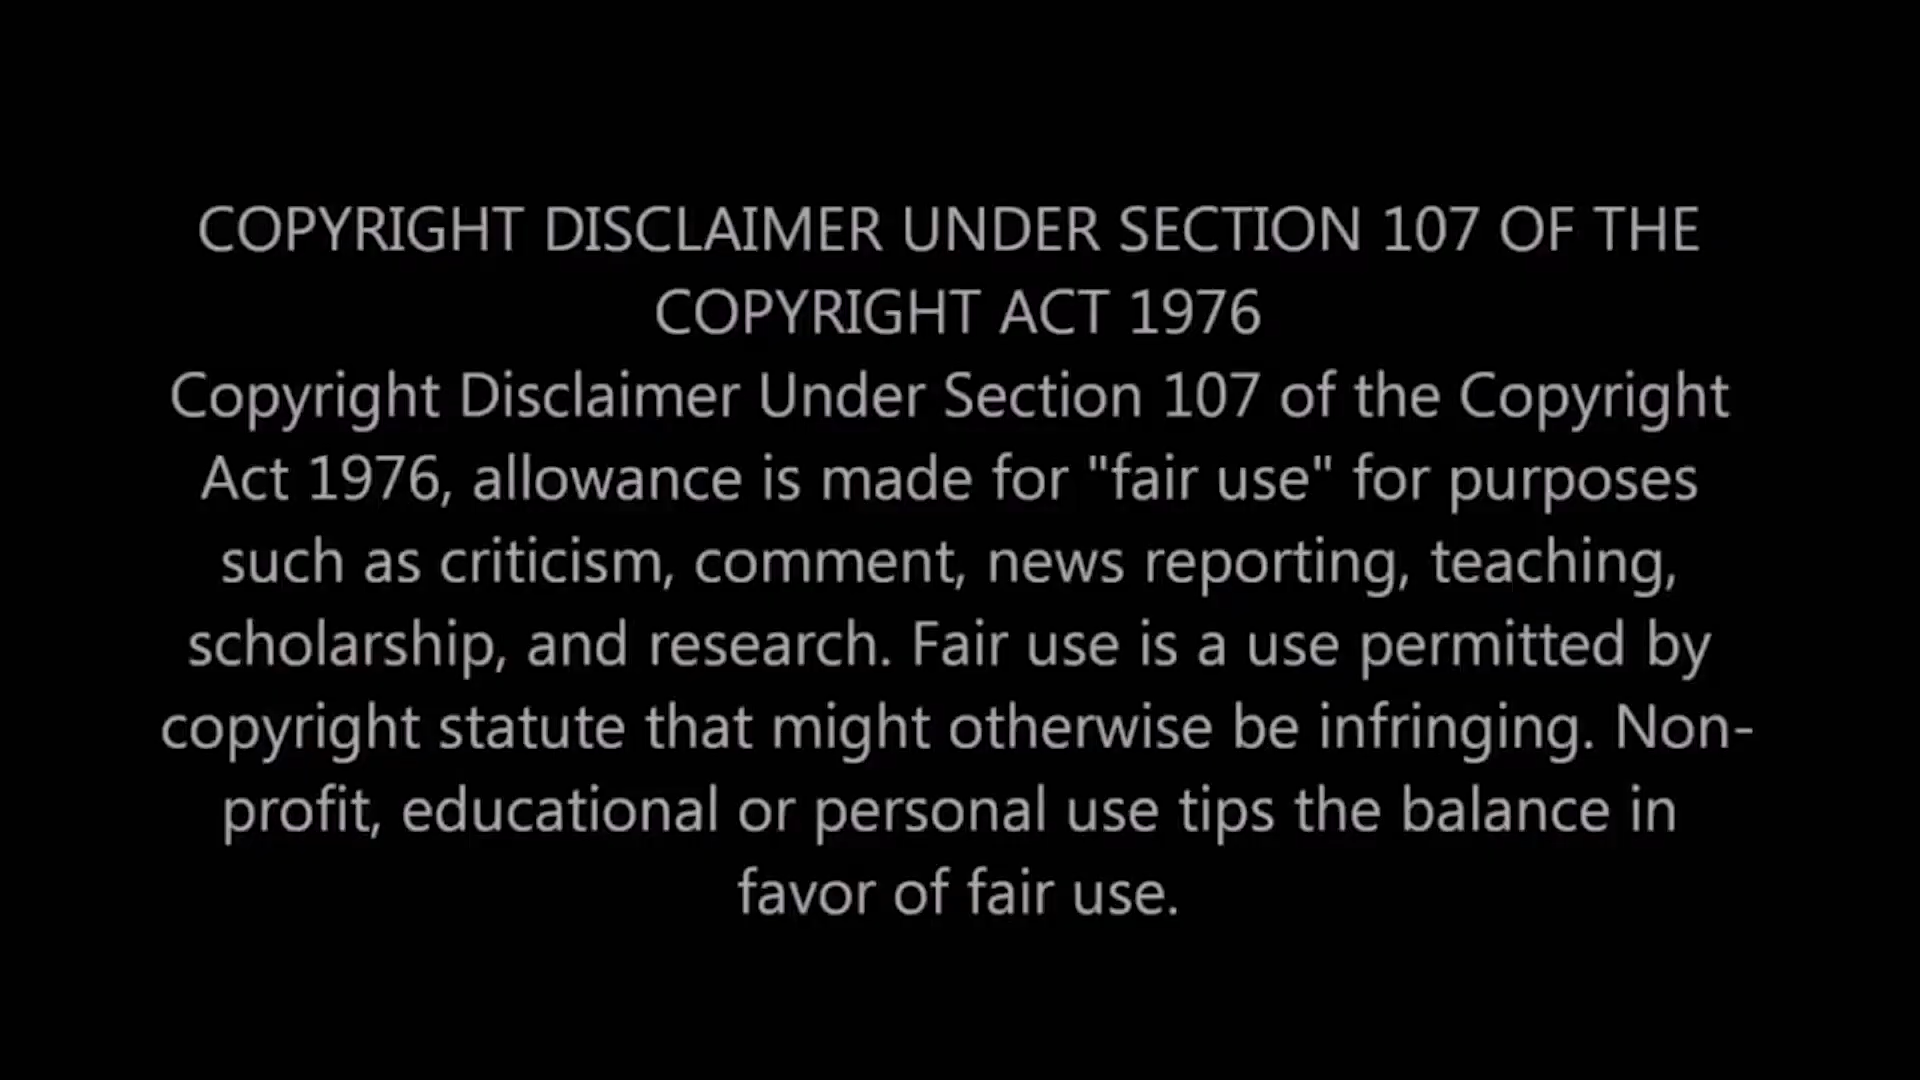 COPYRIGHT DISCLAIMER UNDER SECTION 107 OF THE
COPYRIGHT ACT 1976
Copyright Disclaimer Under Section 107 of the Copyright
Act 1976, allowance is made for "fair use" for purposes
such as criticism, comment, news reporting, teaching,
scholarship, and research. Fair use is a use permitted by
copyright statute that might otherwise be infringing. Non-
profit, educational or personal use tips the balance in
favor of fair use.